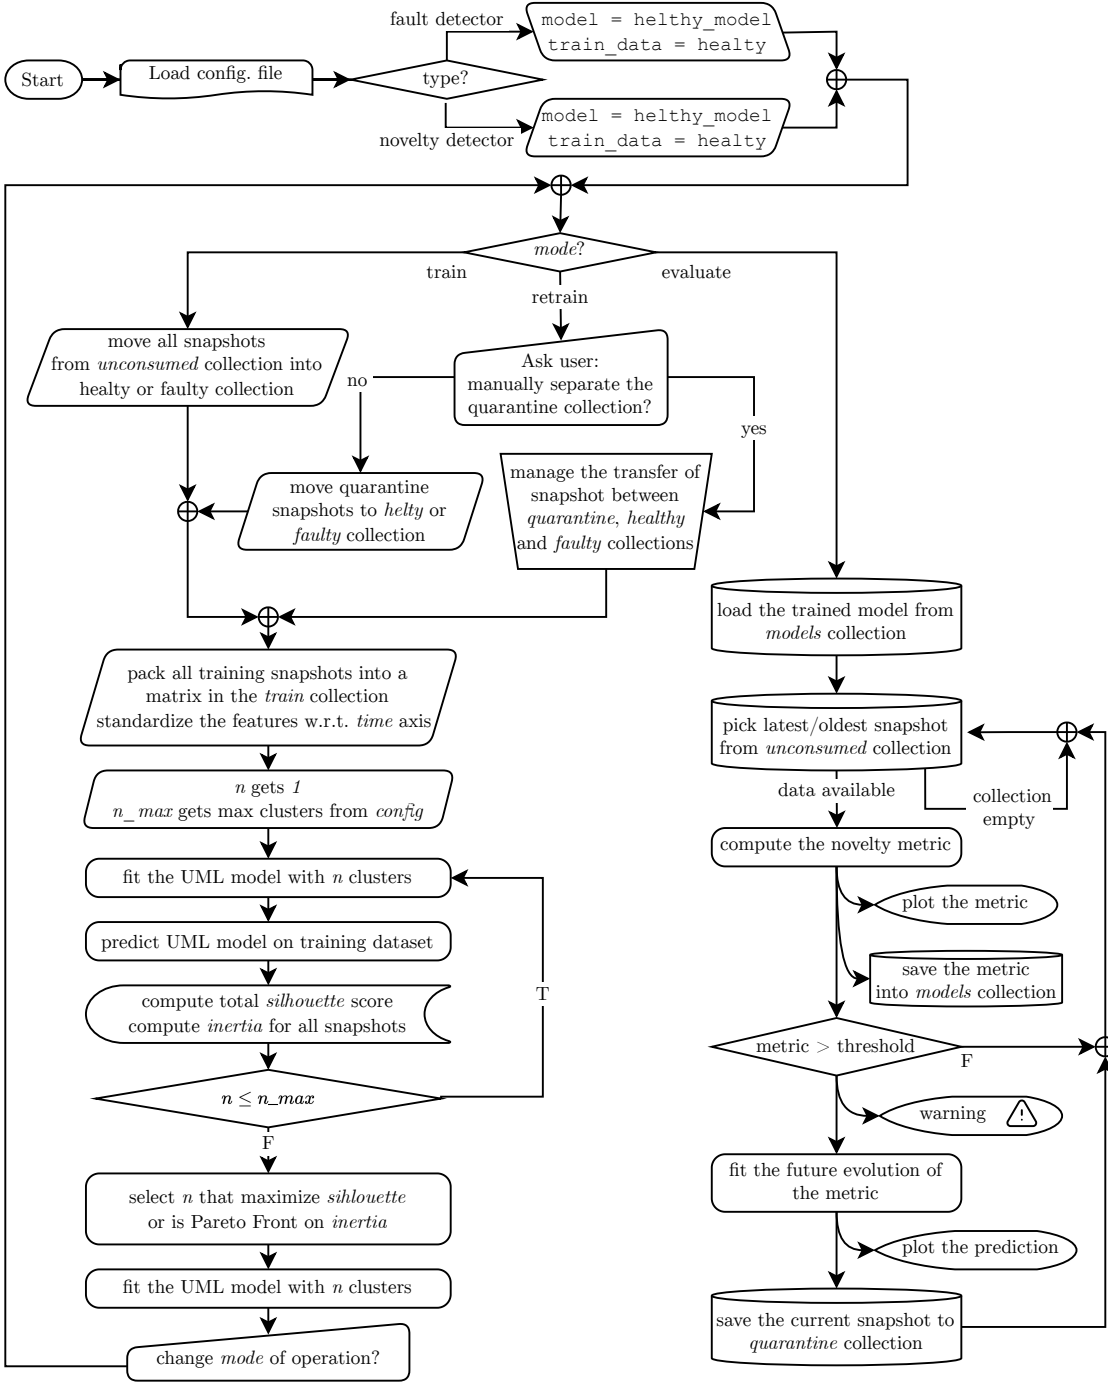 fault detector
model = helthy_model
train_data = healty
Start
Load config. file
type?
novelty detector
model = helthy_model
train_data = healty
mode?
train
retrain
evaluate
move all snapshots
from unconsumed collection into
healty or faulty collection
Ask user:
manually separate the
quarantine collection?
no
yes
move quarantine
snapshots to helty or
faulty collection
manage the transfer of
snapshot between
quarantine, healthy
and faulty collections
pack all training snapshots into a
matrix in the train collection
standardize the features w.r.t. time axis
n gets 1
n_max gets max clusters from config
fit the UML model with n clusters
predict UML model on training dataset
compute total silhouette score
compute inertia for all snapshots
T
n ≤ n_max
F
select n that maximize sihlouette
or is Pareto Front on inertia
fit the UML model with n clusters
change mode of operation?
load the trained model from
models collection
pick latest/oldest snapshot
from unconsumed collection
data available
collection
empty
compute the novelty metric
plot the metric
save the metric
into models collection
metric > threshold
F
warning
fit the future evolution of
the metric
plot the prediction
save the current snapshot to
quarantine collection